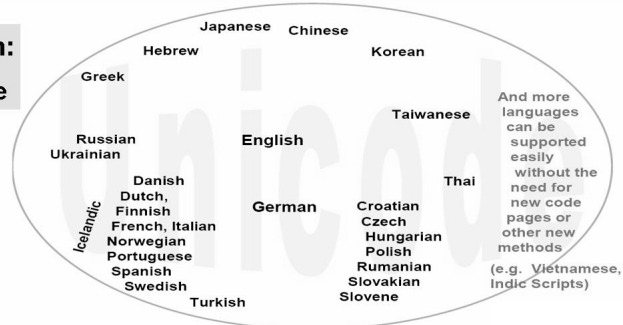 n:
e
Unicode
Japanese
Chinese
Hebrew
Korean
Greek
Taiwanese
Russian
Ukrainian
English
Thai
Icelandic
Danish
Dutch,
Finnish
French, Italian
Norwegian
Portuguese
Spanish
Swedish
Turkish
German
Croatian
Czech
Hungarian
Polish
Rumanian
Slovakian
Slovene
And more
languages
can be
supported
easily
without the
need for
new code
pages or
other new
methods
(e.g. Vietnamese,
Indic Scripts)